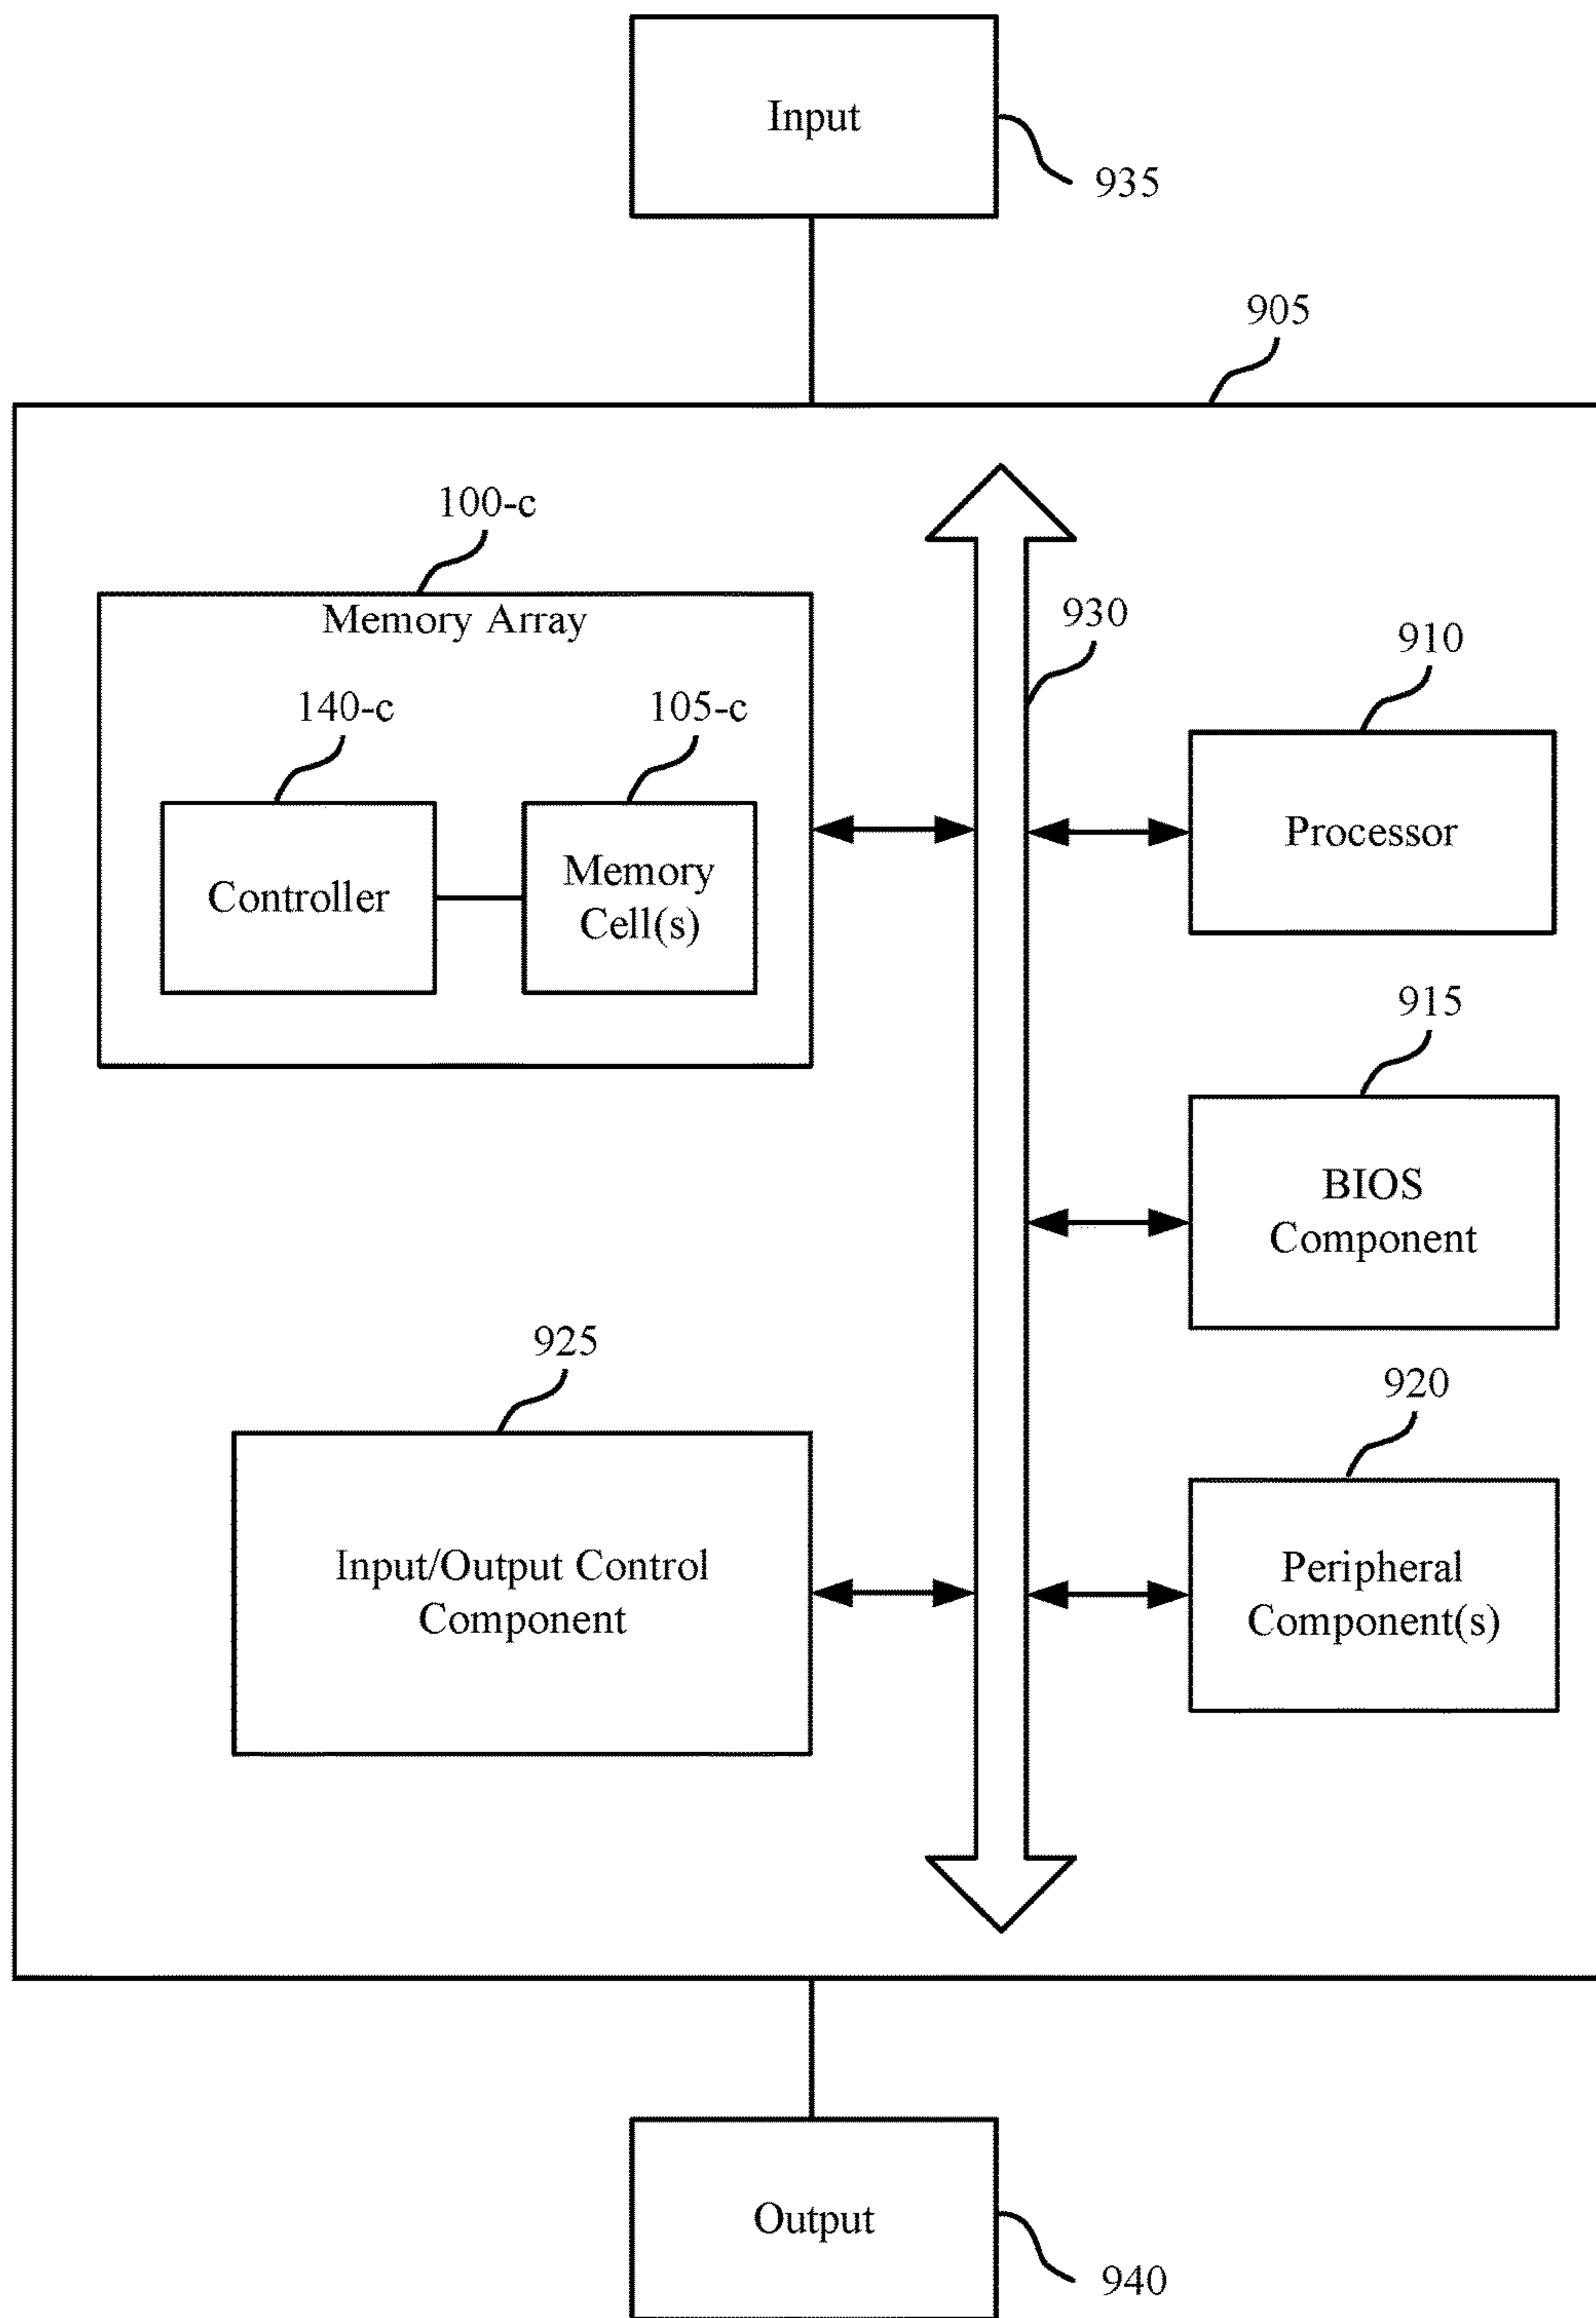 Input
935
905
100-c
Memory Array
930
910
140-c
105-c
Processor
Controller
Memory
Cell(s)
915
BIOS
Component
925
920
Input/Output Control
Component
Peripheral
Component(s)
Output
940